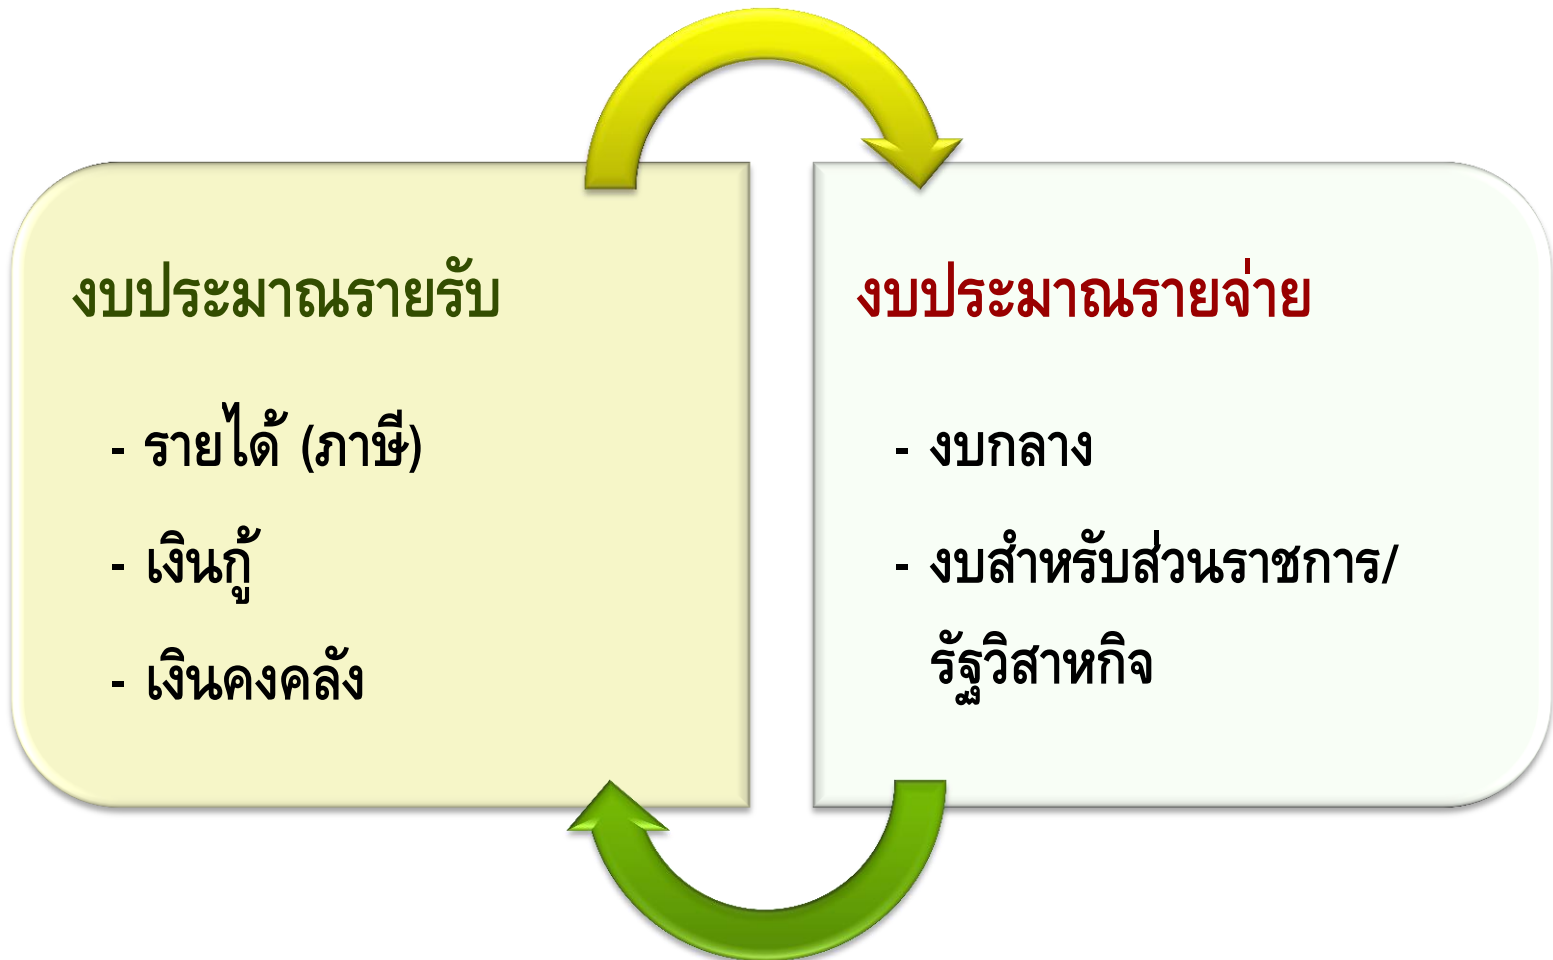 งบประมาณรายรับ
- รายได้ (ภาษี)
- เงินกู้
- เงินคงคลัง
งบประมาณรายจ่าย
- งบกลาง
- งบสำหรับส่วนราชการ/
รัฐวิสาหกิจ